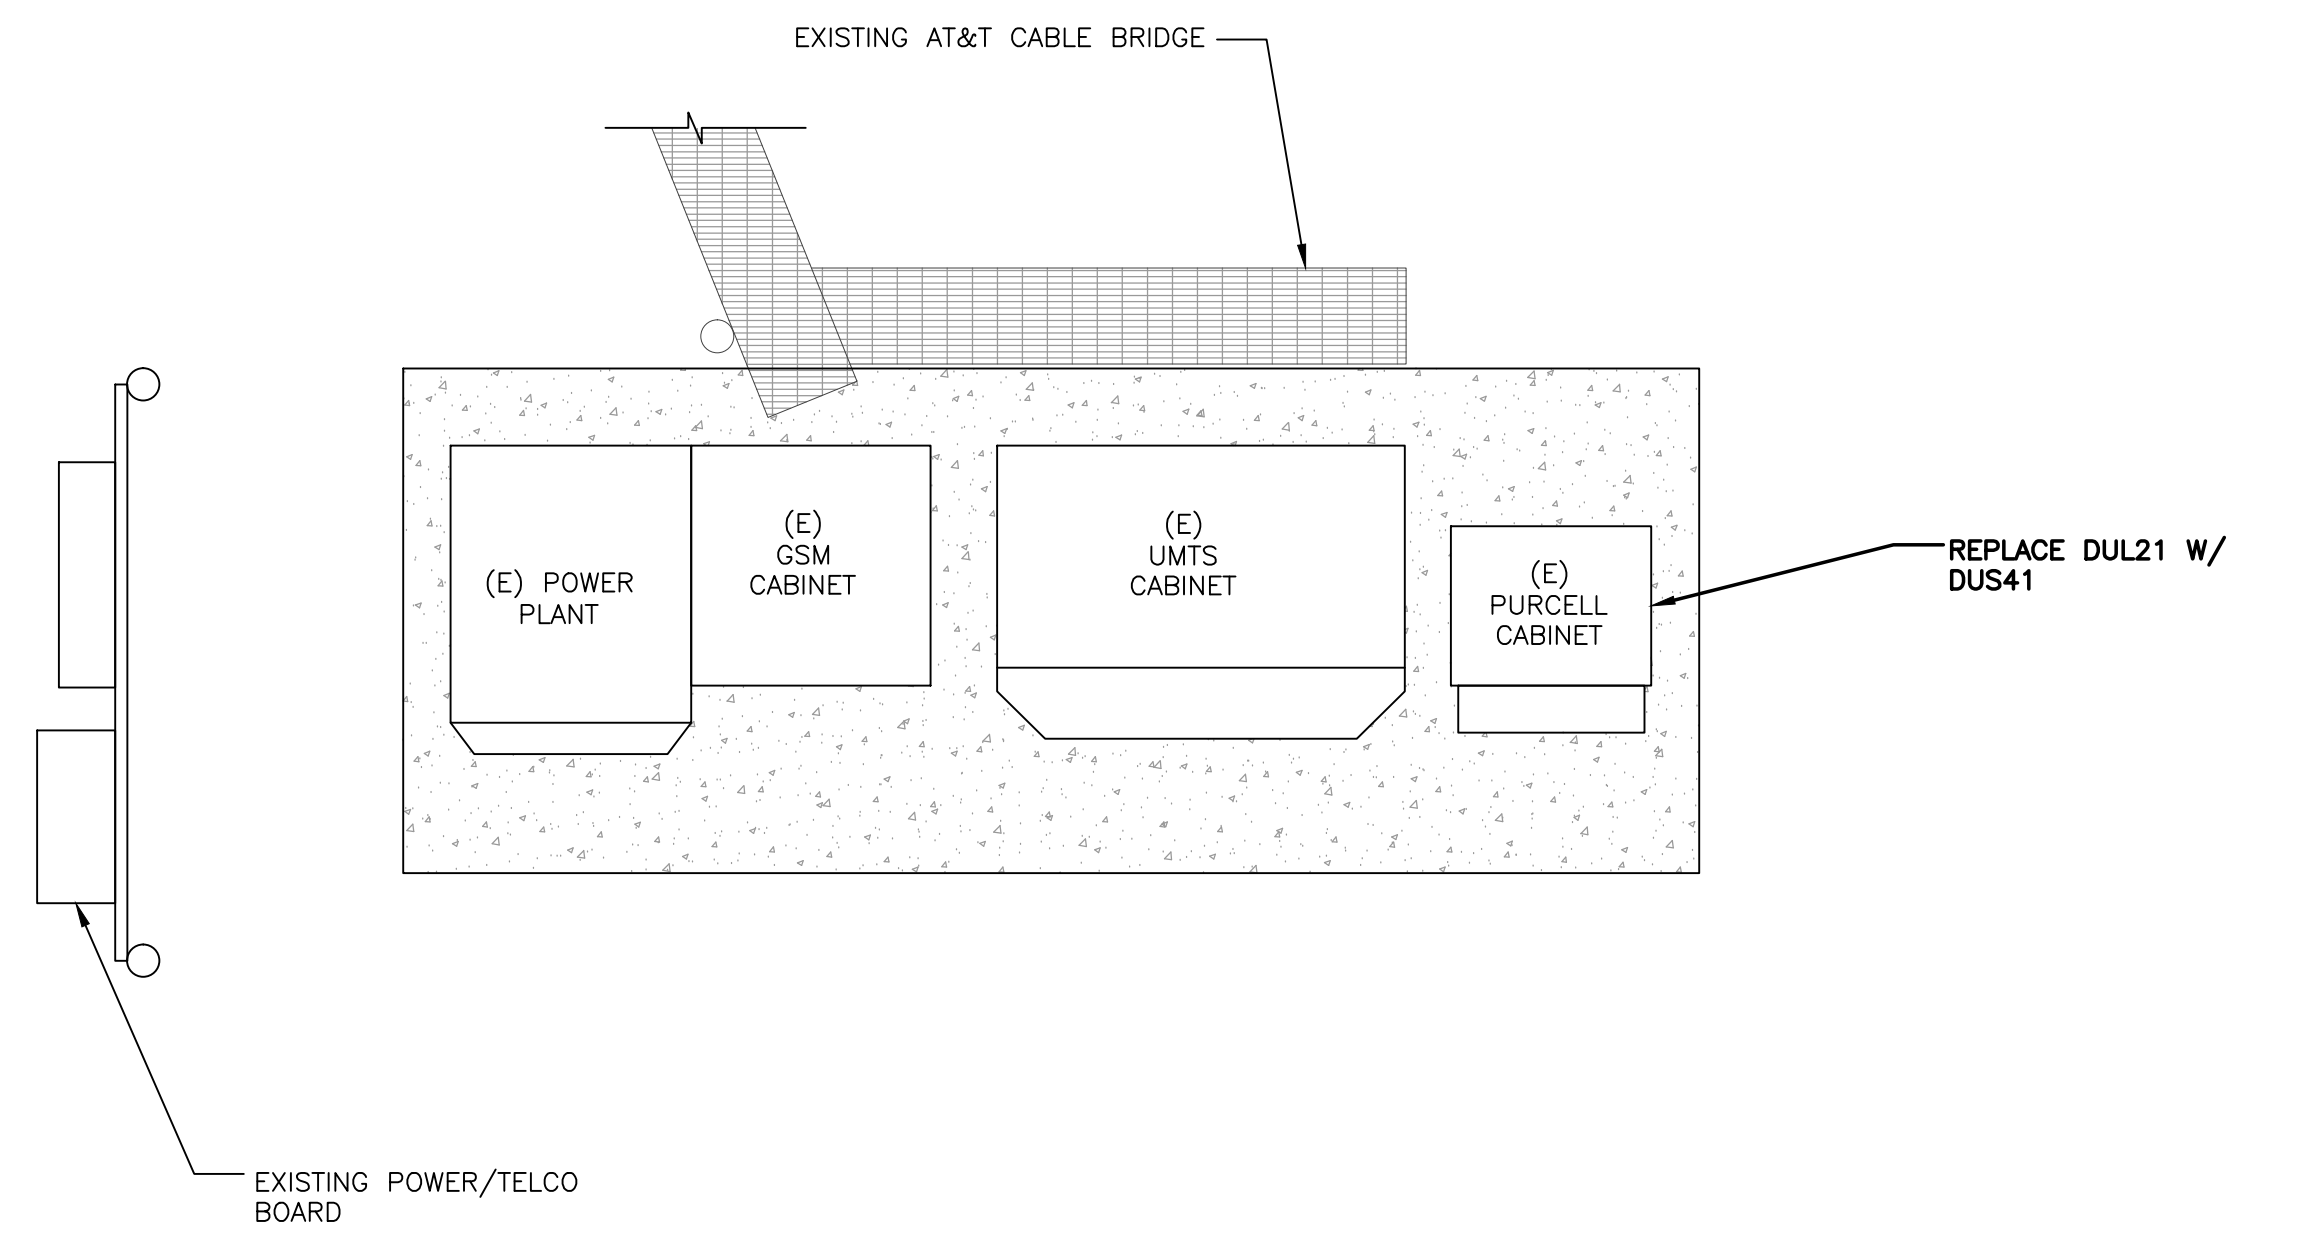 EXISTING AT&T CABLE BRIDGE
(E) POWER
PLANT
(E)
GSM
CABINET
(E)
UMTS
CABINET
(E)
PURCELL
CABINET
REPLACE DUL21 W/
DUS41
EXISTING POWER/TELCO
BOARD